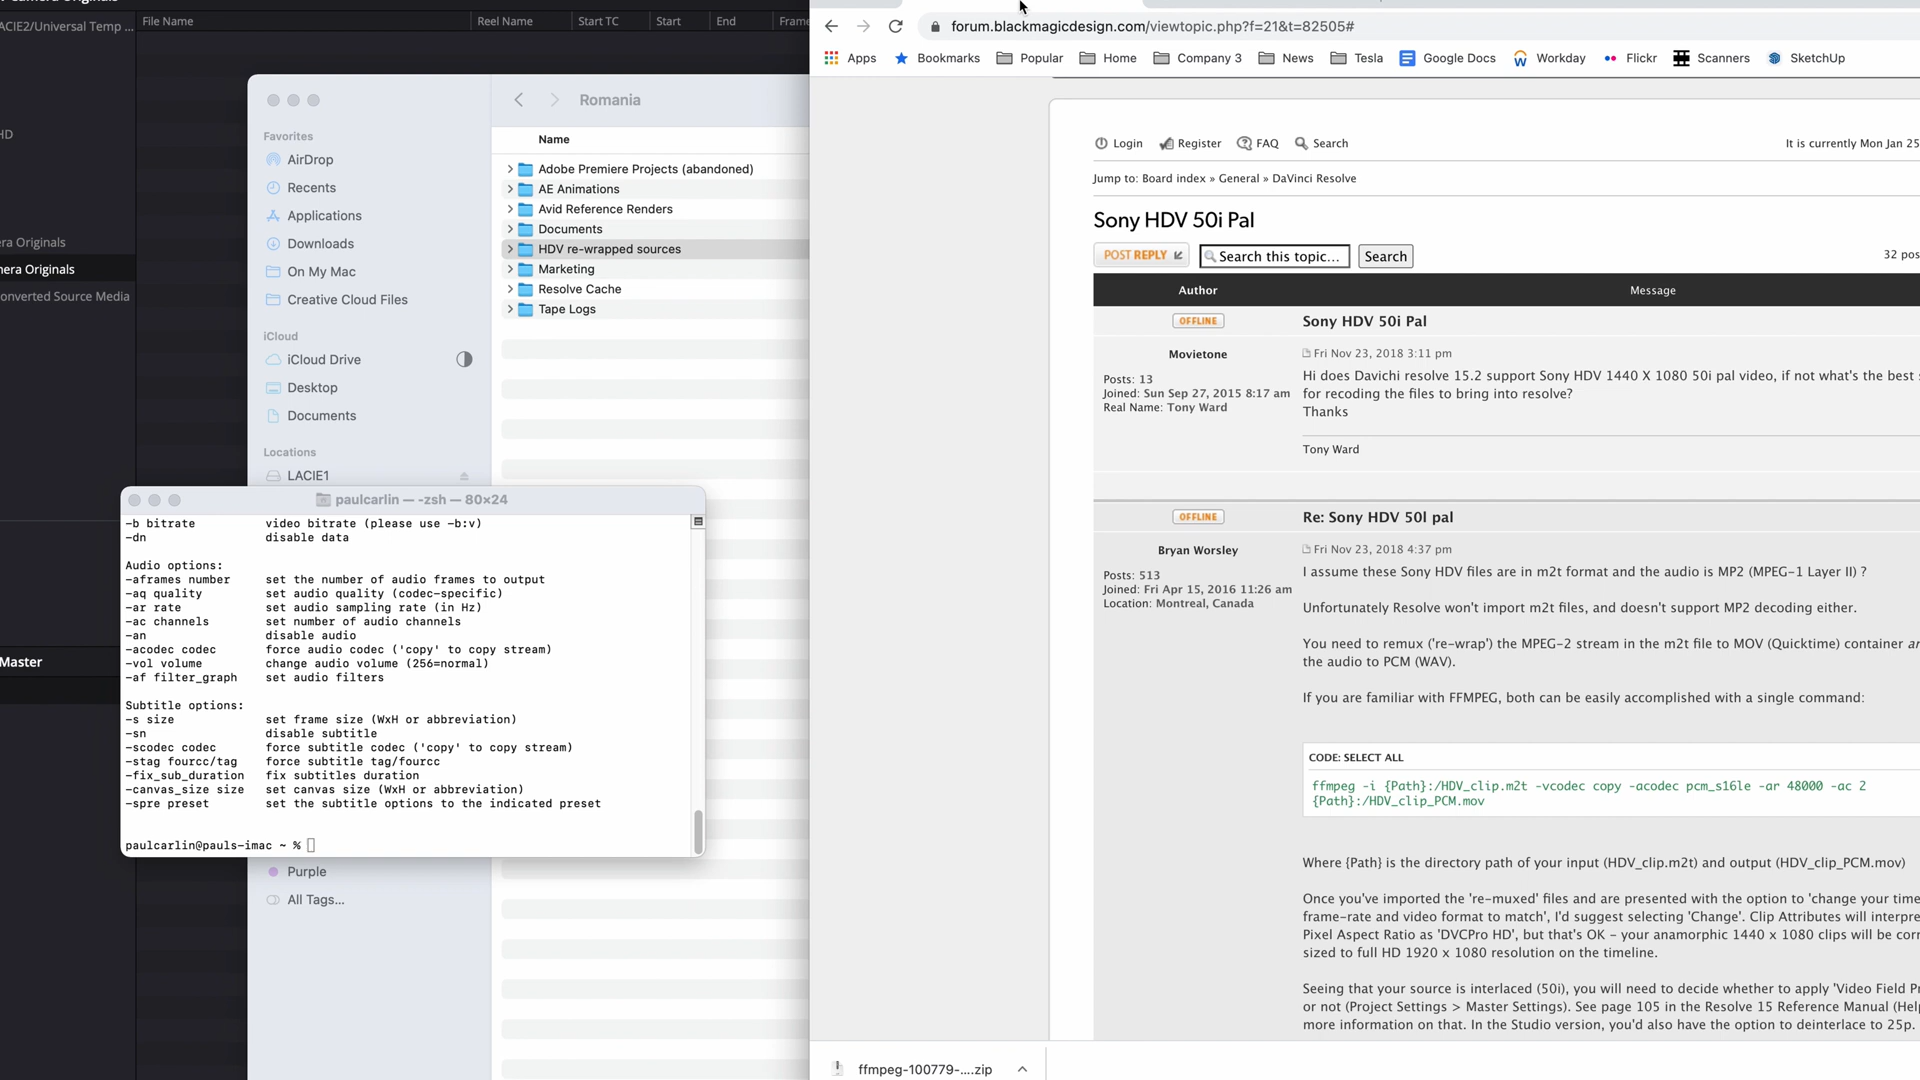 ACIE2/Universal Temp ...
File Name
Reel Name
Start TC
Start
End
Frame
HD
era Originals
nera Originals
onverted Source Media
Master
Romania
Favorites
AirDrop
Recents
Applications
Downloads
On My Mac
Creative Cloud Files
iCloud
iCloud Drive
Desktop
Documents
Locations
LACIE1
Purple
All Tags...
Name
Adobe Premiere Projects (abandoned)
AE Animations
Avid Reference Renders
Documents
HDV re-wrapped sources
Marketing
Resolve Cache
Tape Logs
paulcarlin — -zsh — 80×24
-b bitrate video bitrate (please use -b:v)
-dn disable data
Audio options:
-aframes number set the number of audio frames to output
-aq quality set audio quality (codec-specific)
-ar rate set audio sampling rate (in Hz)
-ac channels set number of audio channels
-an disable audio
-acodec codec force audio codec ('copy' to copy stream)
-vol volume change audio volume (256=normal)
-af filter_graph set audio filters
Subtitle options:
-s size set frame size (WxH or abbreviation)
-sn disable subtitle
-scodec codec force subtitle codec ('copy' to copy stream)
-stag fourcc/tag force subtitle tag/fourcc
-fix_sub_duration fix subtitles duration
-canvas_size size set canvas size (WxH or abbreviation)
-spre preset set the subtitle options to the indicated preset
paulcarlin@pauls-imac ~ %
forum.blackmagicdesign.com/viewtopic.php?f=21&t=82505#
Apps Bookmarks Popular Home Company 3 News Tesla Google Docs Workday Flickr Scanners SketchUp
Login Register FAQ Search
It is currently Mon Jan 25
Jump to: Board index » General » DaVinci Resolve
Sony HDV 50i Pal
POST REPLY
Search this topic...
Search
32 pos
Author
Message
OFFLINE
Sony HDV 50i Pal
Movietone
Fri Nov 23, 2018 3:11 pm
Posts: 13
Joined: Sun Sep 27, 2015 8:17 am
Real Name: Tony Ward
Hi does Davichi resolve 15.2 support Sony HDV 1440 X 1080 50i pal video, if not what's the best
for recoding the files to bring into resolve?
Thanks
Tony Ward
OFFLINE
Re: Sony HDV 50I pal
Bryan Worsley
Fri Nov 23, 2018 4:37 pm
Posts: 513
Joined: Fri Apr 15, 2016 11:26 am
Location: Montreal, Canada
I assume these Sony HDV files are in m2t format and the audio is MP2 (MPEG-1 Layer II) ?
Unfortunately Resolve won't import m2t files, and doesn't support MP2 decoding either.
You need to remux ('re-wrap') the MPEG-2 stream in the m2t file to MOV (Quicktime) container an
the audio to PCM (WAV).
If you are familiar with FFMPEG, both can be easily accomplished with a single command:
CODE: SELECT ALL
ffmpeg -i {Path}:/HDV_clip.m2t -vcodec copy -acodec pcm_s16le -ar 48000 -ac 2
{Path}:/HDV_clip_PCM.mov
Where {Path} is the directory path of your input (HDV_clip.m2t) and output (HDV_clip_PCM.mov)
Once you've imported the 're-muxed' files and are presented with the option to 'change your time
frame-rate and video format to match', I'd suggest selecting 'Change'. Clip Attributes will interpre
Pixel Aspect Ratio as 'DVCPro HD', but that's OK - your anamorphic 1440 x 1080 clips will be corr
sized to full HD 1920 x 1080 resolution on the timeline.
Seeing that your source is interlaced (50i), you will need to decide whether to apply 'Video Field Pr
or not (Project Settings > Master Settings). See page 105 in the Resolve 15 Reference Manual (Help
more information on that. In the Studio version, you'd also have the option to deinterlace to 25p.
ffmpeg-100779-....zip